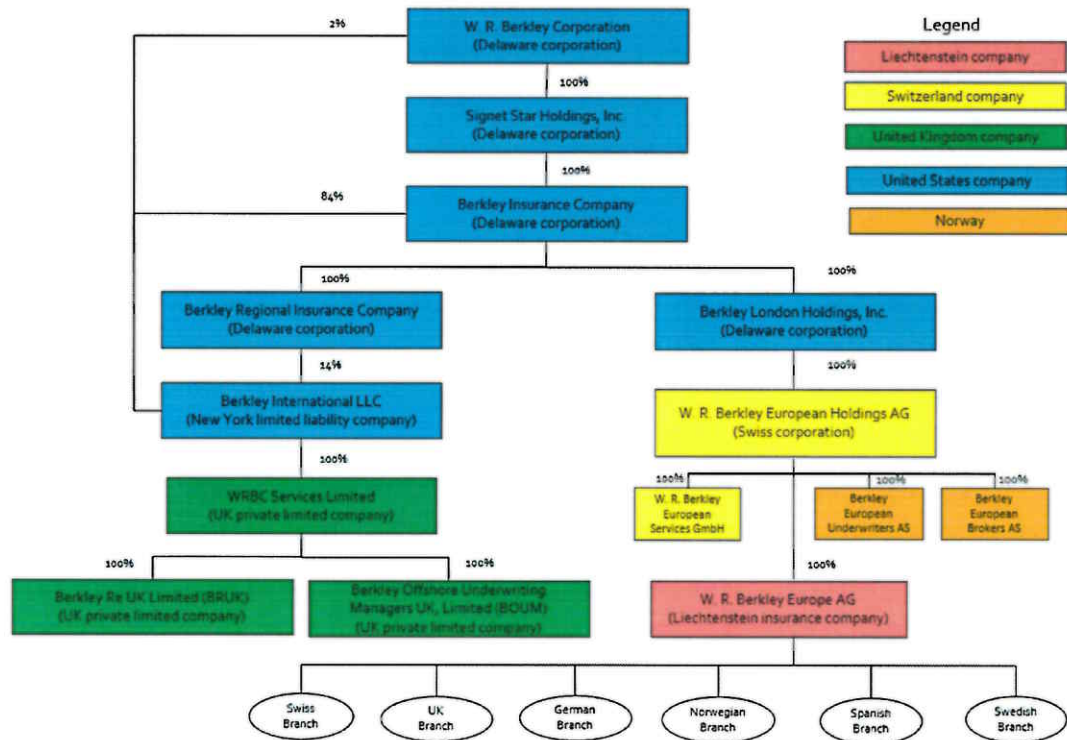 2%
W. R. Berkley Corporation
(Delaware corporation)
Legend
Liechtenstein company
100%
Switzerland company
Signet Star Holdings, Inc.
(Delaware corporation)
United Kingdom company
100%
United States company
84%
Berkley Insurance Company
(Delaware corporation)
Norway
100%
100%
Berkley Regional Insurance Company
(Delaware corporation)
Berkley London Holdings, Inc.
(Delaware corporation)
14%
100%
Berkley International LLC
(New York limited liability company)
W. R. Berkley European Holdings AG
(Swiss corporation)
100%
100%
100%
100%
WRBC Services Limited
(UK private limited company)
W. R. Berkley
European
Services GmbH
Berkley
European
Underwriters AS
Berkley
European
Brokers AS
100%
100%
100%
Berkley Re UK Limited (BRUK)
(UK private limited company)
Berkley Offshore Underwriting
Managers UK, Limited (BOUM)
(UK private limited company)
W. R. Berkley Europe AG
(Liechtenstein insurance company)
Swiss
Branch
UK
Branch
German
Branch
Norwegian
Branch
Spanish
Branch
Swedish
Branch